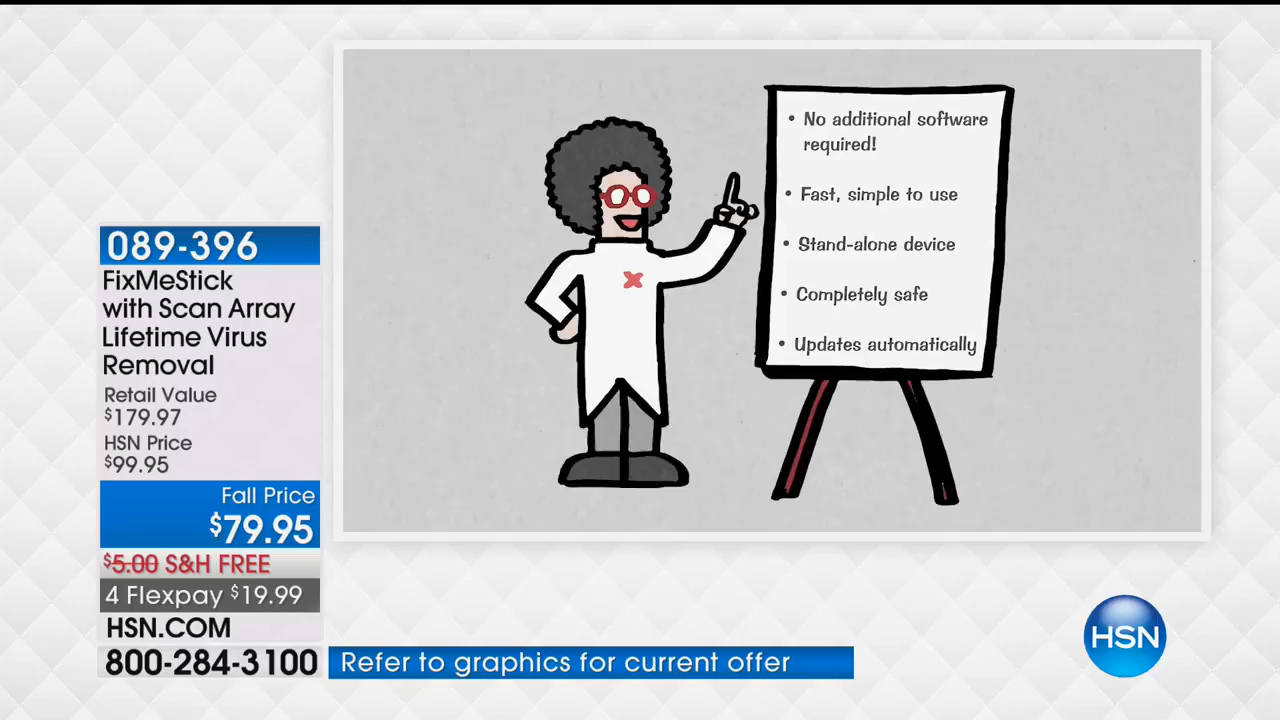 089-396
FixMeStick
with Scan Array
Lifetime Virus
Removal
Retail Value
$179.97
HSN Price
$99.95
Fall Price
$79.95
$5.00 S&H FREE
4 Flexpay $19.99
HSN.COM
800-284-3100
Refer to graphics for current offer
• No additional software
required!
• Fast, simple to use
• Stand-alone device
• Completely safe
• Updates automatically
HSN